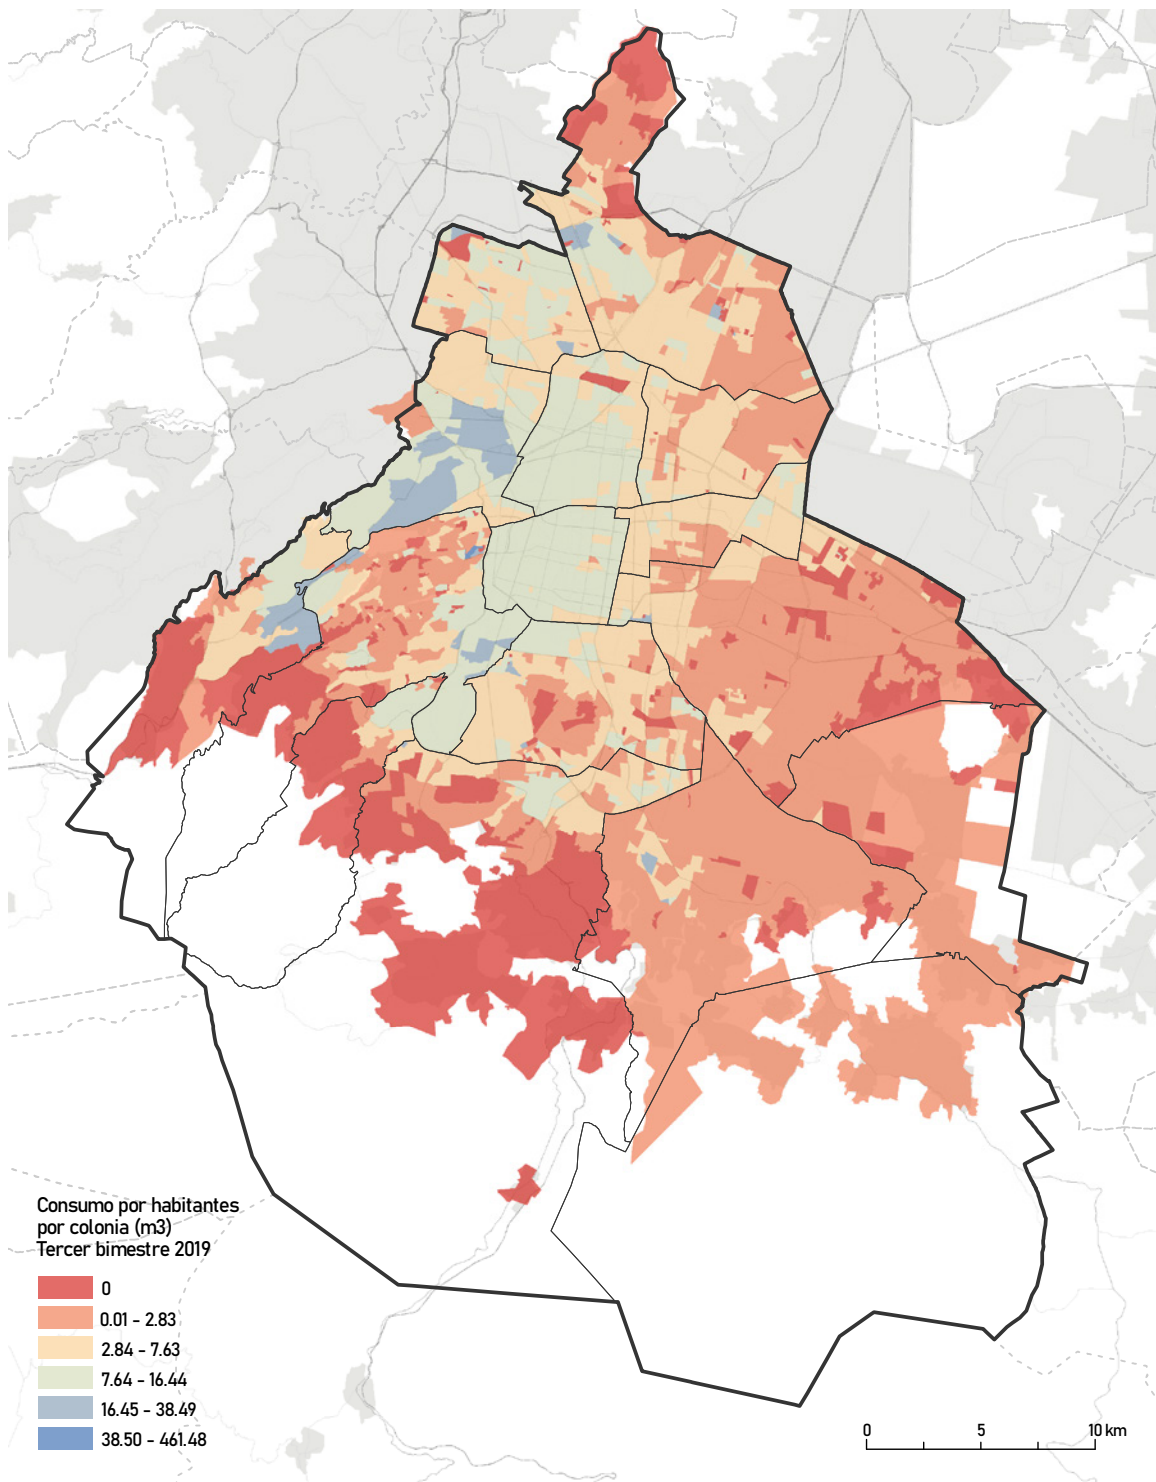 Consumo por habitantes
por colonia (m3)
Tercer bimestre 2019
0
0.01 - 2.83
2.84 - 7.63
7.64 - 16.44
16.45 - 38.49
38.50 - 461.48
0 5 10 km